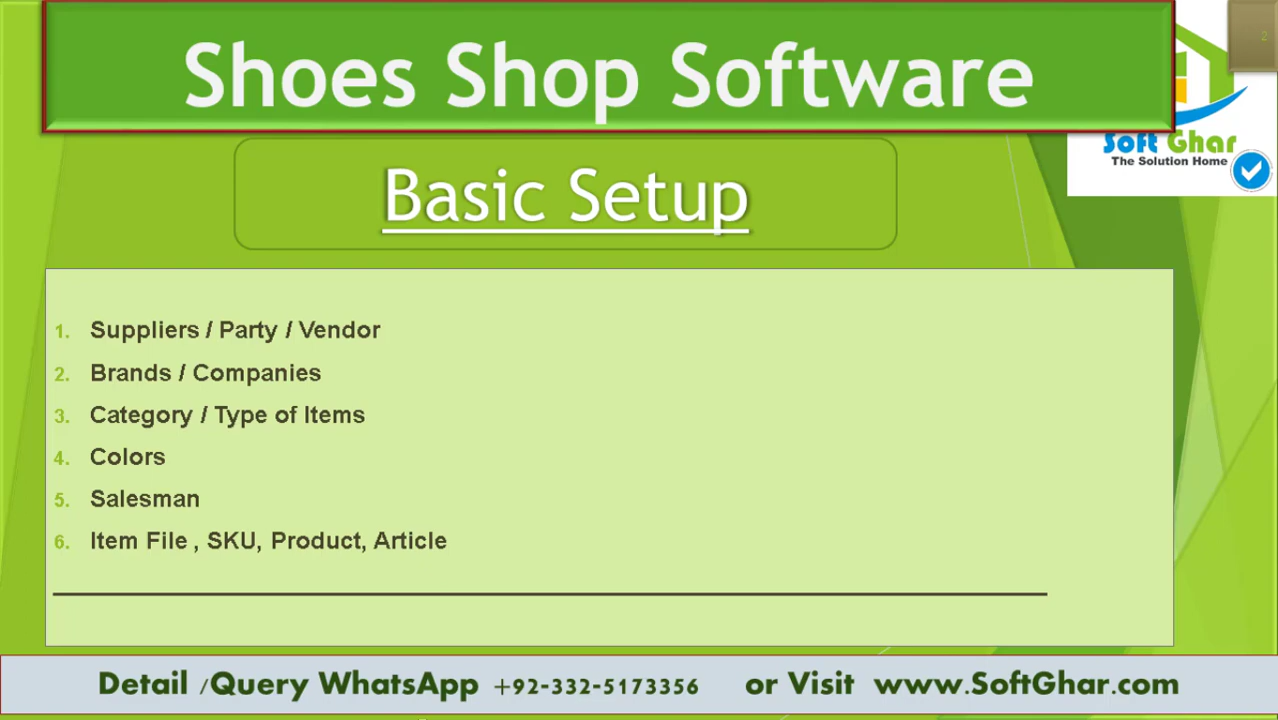 Shoes Shop Software
2
Soft Ghar
The Solution Home
Basic Setup
1. Suppliers / Party / Vendor
2. Brands / Companies
3. Category / Type of Items
4. Colors
5. Salesman
6. Item File , SKU, Product, Article
Detail /Query WhatsApp +92-332-5173356 or Visit www.SoftGhar.com